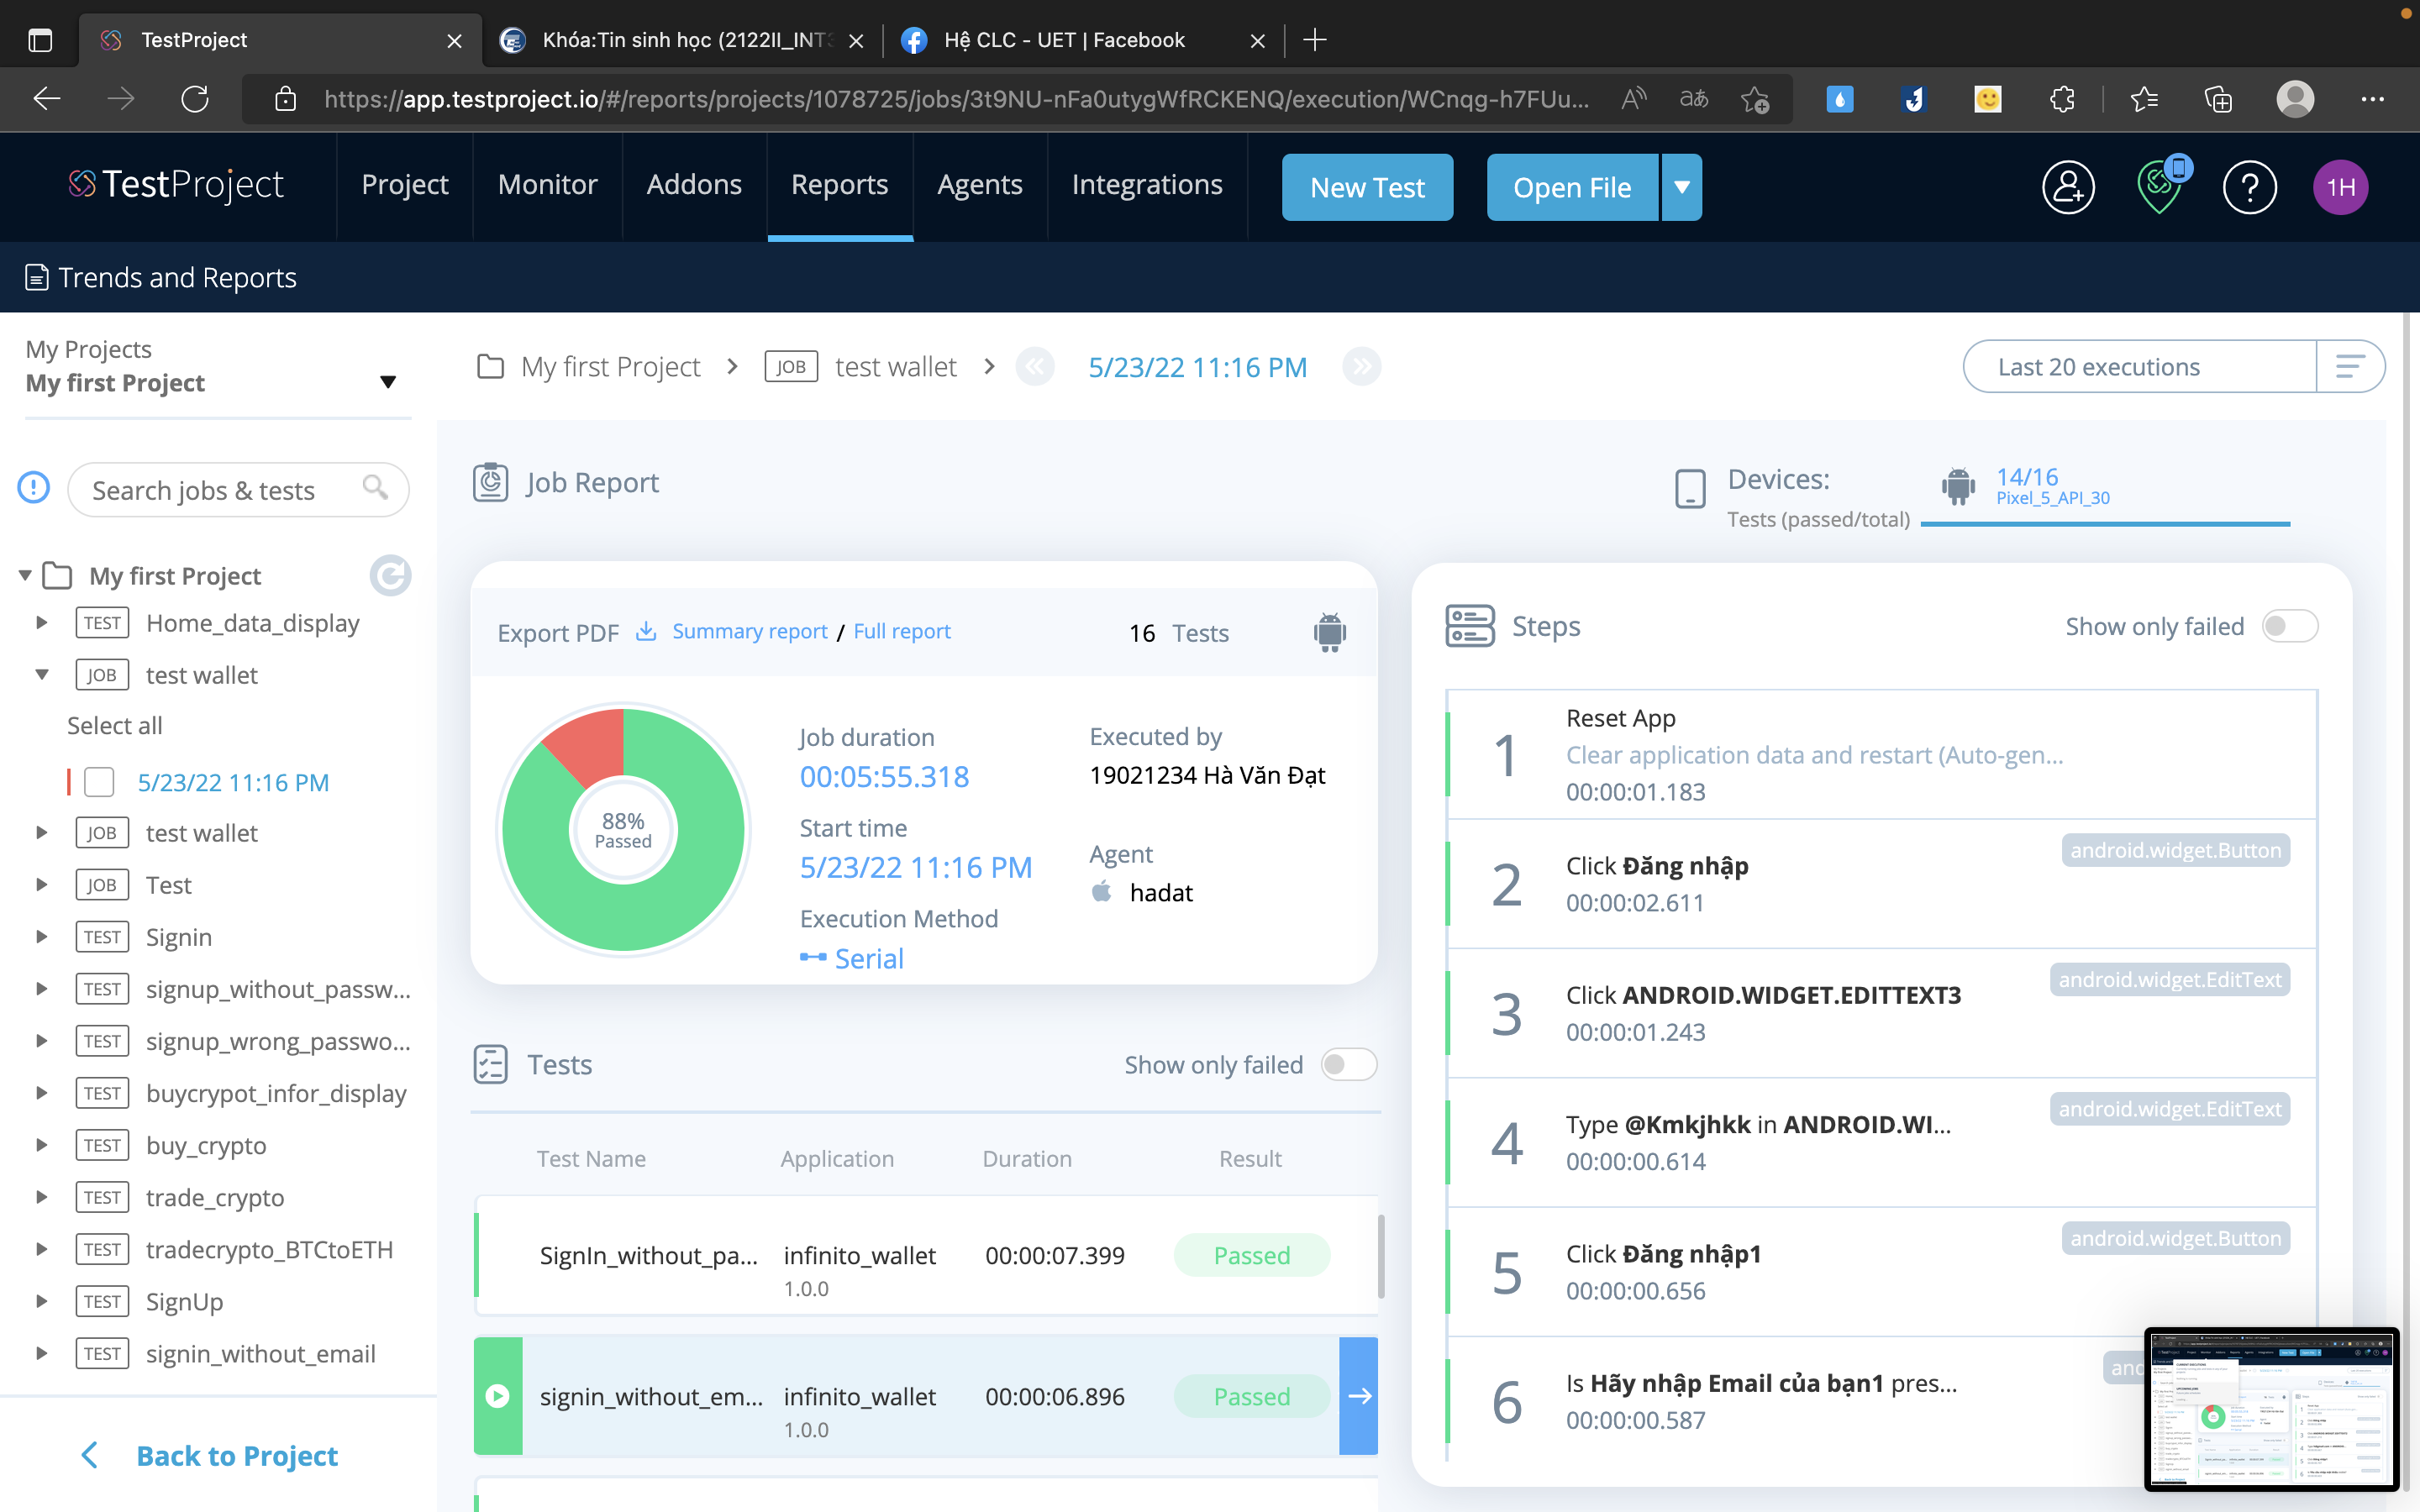 TestProject
Khóa:Tin sinh học (2122II_INT3
Hệ CLC - UET | Facebook
https://app.testproject.io/#/reports/projects/1078725/jobs/3t9NU-nFa0utygWfRCKENQ/execution/WCnqg-h7FUu...
TestProject
Project
Monitor
Addons
Reports
Agents
Integrations
New Test
Open File
1H
Trends and Reports
My Projects
My first Project
My first Project
JOB
test wallet
5/23/22 11:16 PM
Last 20 executions
Search jobs & tests
My first Project
TEST Home_data_display
JOB test wallet
Select all
5/23/22 11:16 PM
JOB test wallet
JOB Test
TEST Signin
TEST signup_without_passw...
TEST signup_wrong_passwo...
TEST buycrypot_infor_display
TEST buy_crypto
TEST trade_crypto
TEST tradecrypto_BTCtoETH
TEST SignUp
TEST signin_without_email
Back to Project
Job Report
Devices:
Tests (passed/total)
14/16
Pixel_5_API_30
Export PDF Summary report / Full report
16 Tests
88%
Passed
Job duration
00:05:55.318
Start time
5/23/22 11:16 PM
Execution Method
Serial
Executed by
19021234 Hà Văn Đạt
Agent
hadat
Tests
Show only failed
Test Name Application Duration Result
SignIn_without_pa... infinito_wallet 00:00:07.399 Passed
1.0.0
signin_without_em... infinito_wallet 00:00:06.896 Passed
1.0.0
Steps
Show only failed
1
Reset App
Clear application data and restart (Auto-gen...
00:00:01.183
2
Click Đăng nhập
android.widget.Button
00:00:02.611
3
Click ANDROID.WIDGET.EDITTEXT3
android.widget.EditText
00:00:01.243
4
Type @Kmkjhkk in ANDROID.WI...
android.widget.EditText
00:00:00.614
5
Click Đăng nhập1
android.widget.Button
00:00:00.656
6
Is Hãy nhập Email của bạn1 pres...
00:00:00.587